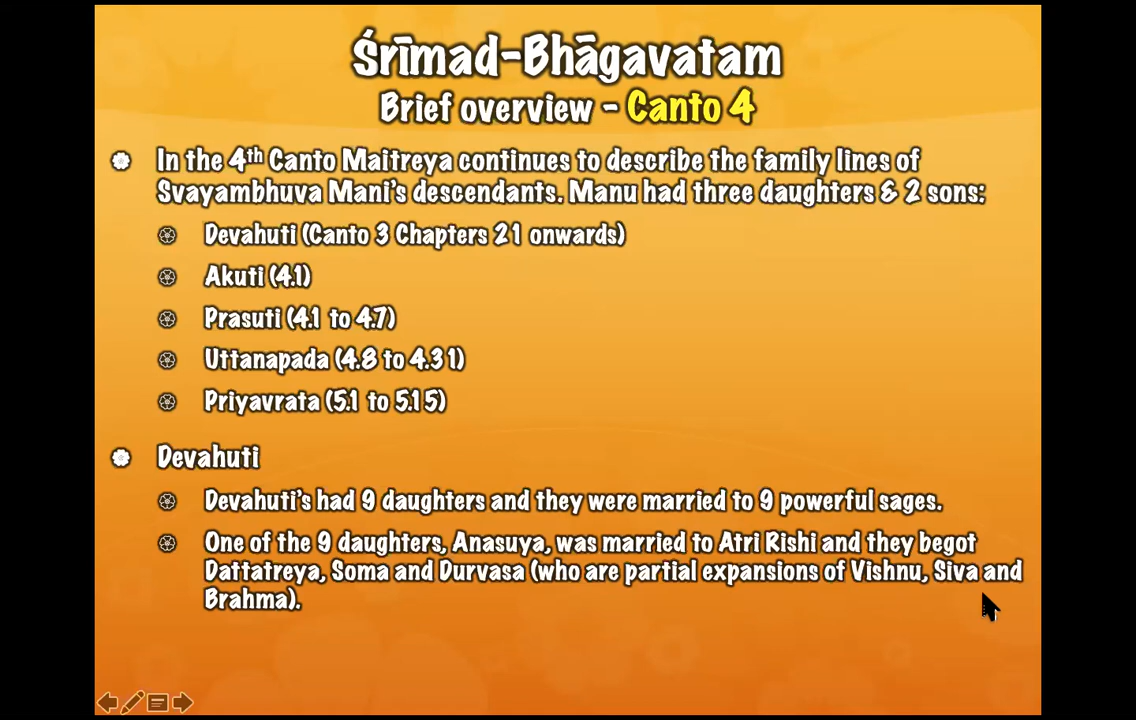 Śrīmad-Bhāgavatam
Brief overview - Canto 4
In the 4th Canto Maitreya continues to describe the family lines of
Svayambhuva Mani's descendants. Manu had three daughters & 2 sons:
Devahuti (Canto 3 Chapters 21 onwards)
Akuti (4.1)
Prasuti (4.1 to 4.7)
Uttanapada (4.8 to 4.31)
Priyavrata (5.1 to 5.15)
Devahuti
Devahuti's had 9 daughters and they were married to 9 powerful sages.
One of the 9 daughters, Anasuya, was married to Atri Rishi and they begot
Dattatreya, Soma and Durvasa (who are partial expansions of Vishnu, Siva and
Brahma).